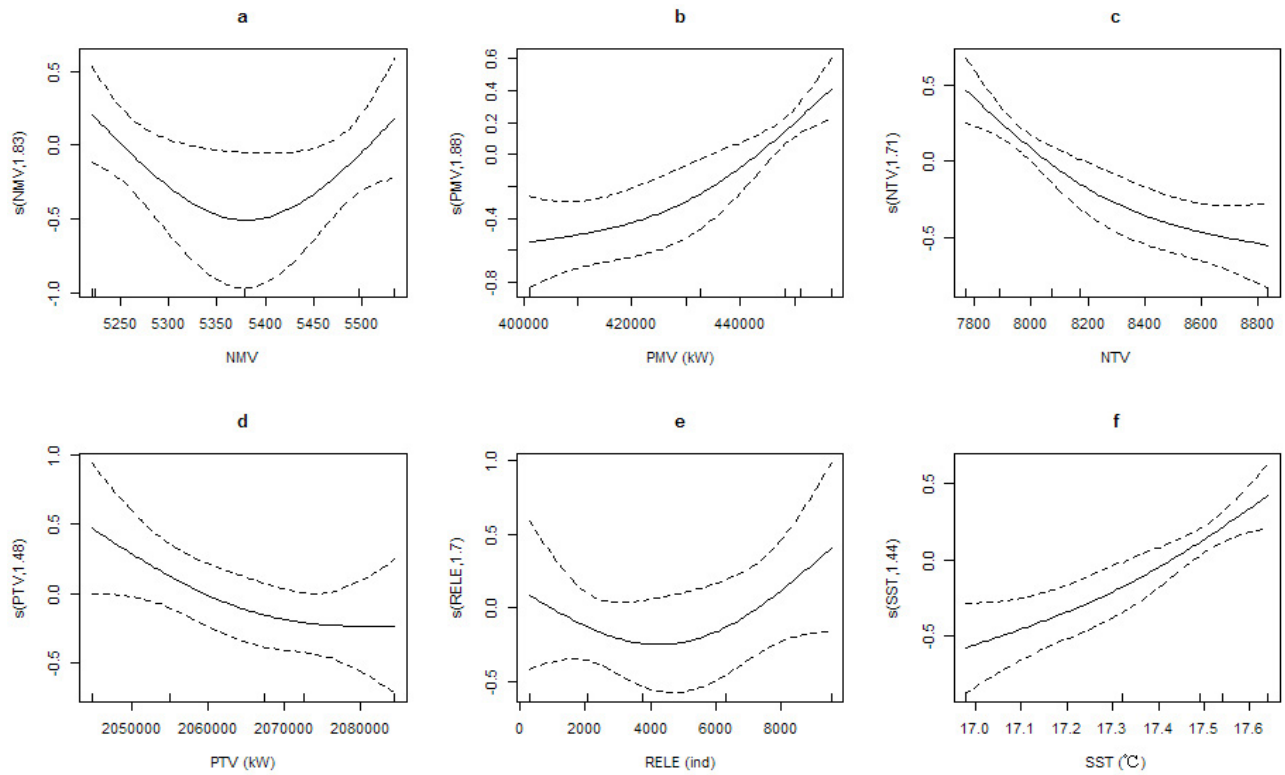 a
s(NMV,1.83)
0.5
0.0
-0.5
-1.0
5250 5300 5350 5400 5450 5500
NMV
b
s(PMV,1.88)
0.6
0.4
0.2
0.0
-0.4
-0.8
400000 420000 440000
PMV (kW)
c
s(NTV,1.71)
0.5
0.0
-0.5
7800 8000 8200 8400 8600 8800
NTV
d
s(PTV,1.48)
1.0
0.5
0.0
-0.5
2050000 2060000 2070000 2080000
PTV (kW)
e
s(RELE,1.7)
1.0
0.5
0.0
-0.5
0 2000 4000 6000 8000
RELE (ind)
f
s(SST,1.44)
0.5
0.0
-0.5
17.0 17.1 17.2 17.3 17.4 17.5 17.6
SST (℃)